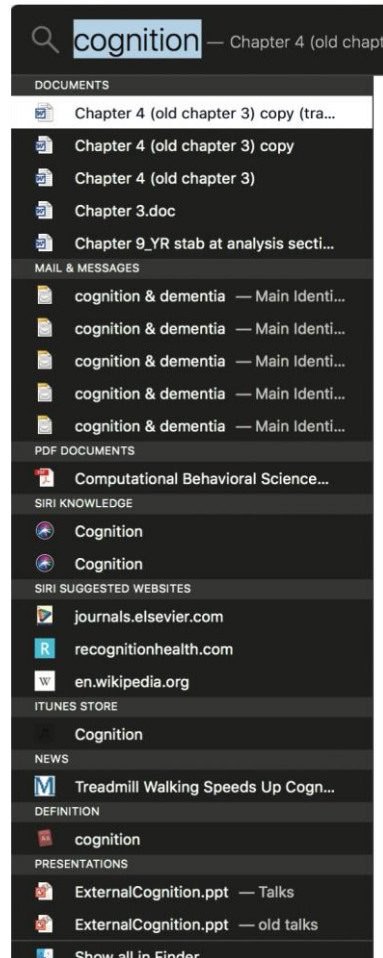 cognition — Chapter 4 (old chapt
DOCUMENTS
Chapter 4 (old chapter 3) copy (tra...
Chapter 4 (old chapter 3) copy
Chapter 4 (old chapter 3)
Chapter 3.doc
Chapter 9_YR stab at analysis secti...
MAIL & MESSAGES
cognition & dementia — Main Identi...
cognition & dementia — Main Identi...
cognition & dementia — Main Identi...
cognition & dementia — Main Identi...
cognition & dementia — Main Identi...
PDF DOCUMENTS
Computational Behavioral Science...
SIRI KNOWLEDGE
Cognition
Cognition
SIRI SUGGESTED WEBSITES
journals.elsevier.com
R recognitionhealth.com
W en.wikipedia.org
ITUNES STORE
Cognition
NEWS
M Treadmill Walking Speeds Up Cogn...
DEFINITION
Aa cognition
PRESENTATIONS
ExternalCognition.ppt — Talks
ExternalCognition.ppt — old talks
Show all in Finder